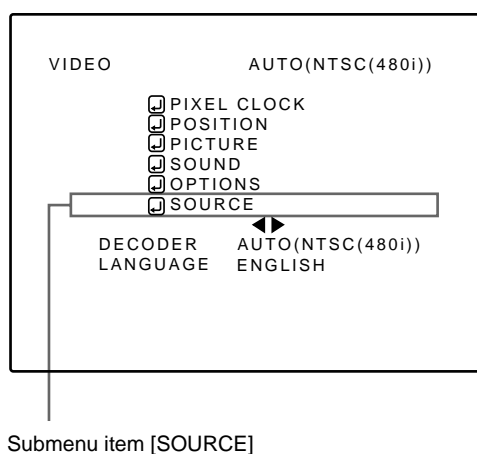 VIDEO AUTO(NTSC(480i))
PIXEL CLOCK
POSITION
PICTURE
SOUND
OPTIONS
SOURCE
DECODER AUTO(NTSC(480i))
LANGUAGE ENGLISH
Submenu item [SOURCE]